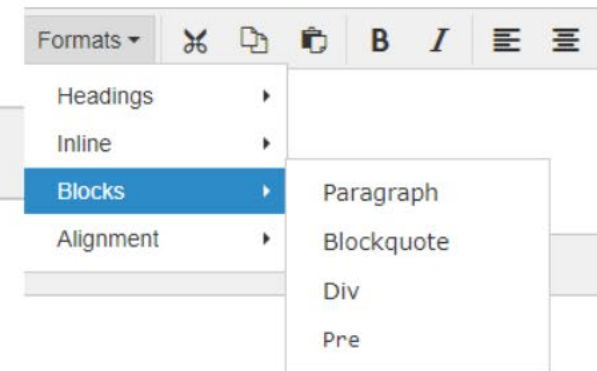 Formats
B I
Headings
Inline
Blocks
Paragraph
Alignment
Blockquote
Div
Pre